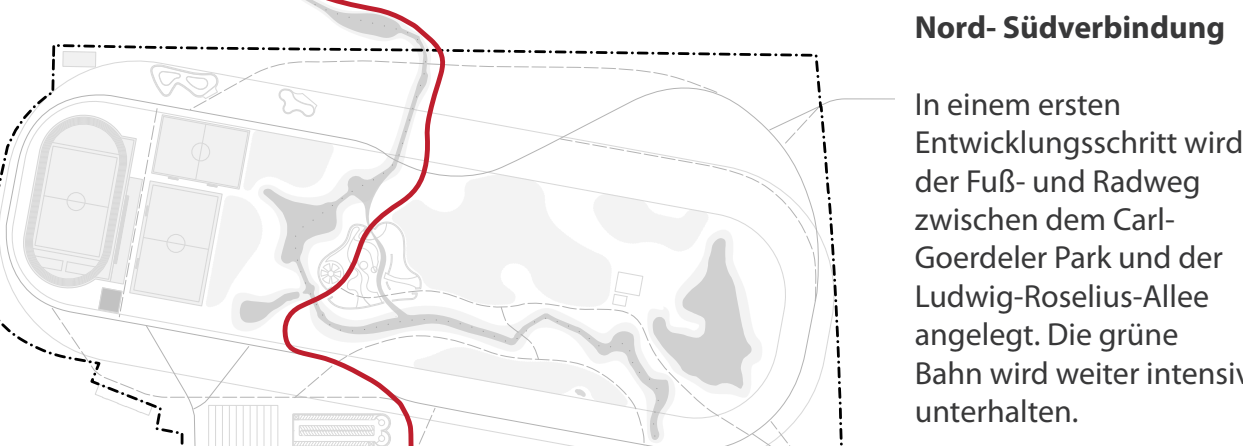 Nord- Südverbindung
In einem ersten
Entwicklungsschritt wird
der Fuß- und Radweg
zwischen dem Carl-
Goerdeler Park und der
Ludwig-Roselius-Allee
angelegt. Die grüne
Bahn wird weiter intensiv
unterhalten.